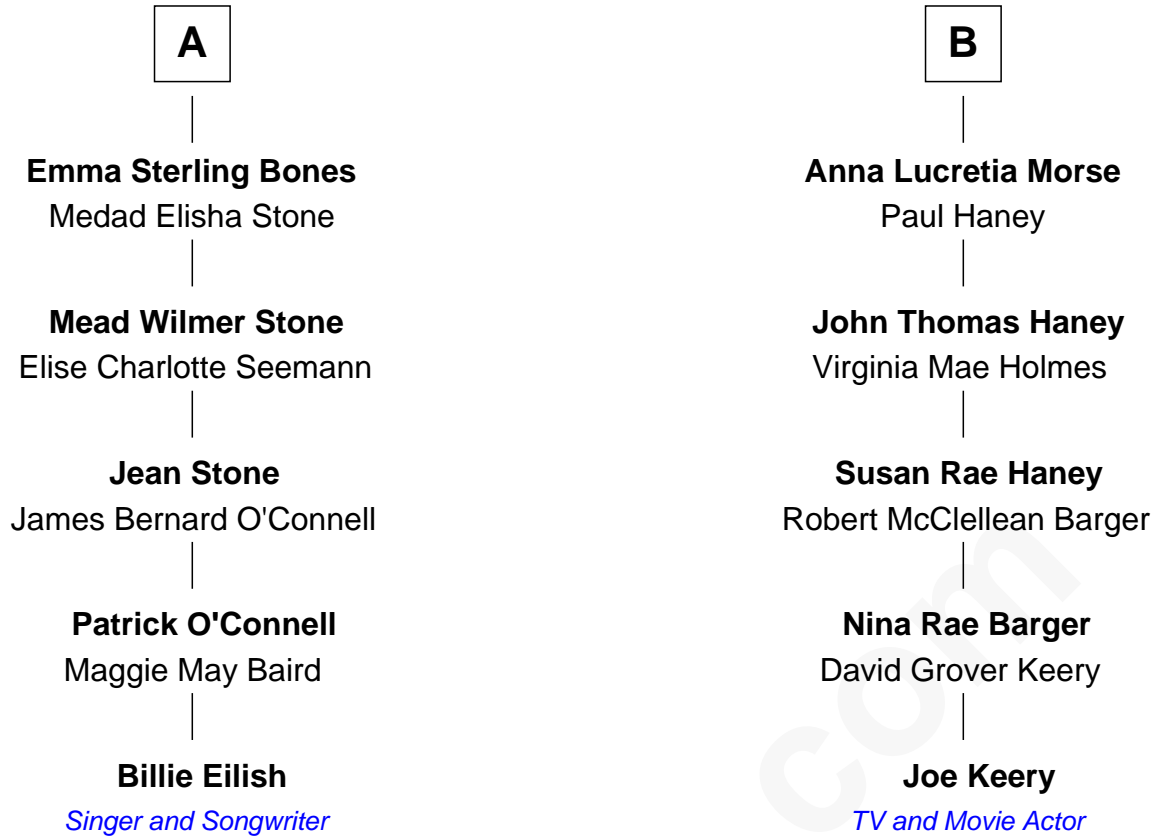 A
Emma Sterling Bones
Medad Elisha Stone
Mead Wilmer Stone
Elise Charlotte Seemann
Jean Stone
James Bernard O'Connell
Patrick O'Connell
Maggie May Baird
Billie Eilish
Singer and Songwriter
B
Anna Lucretia Morse
Paul Haney
John Thomas Haney
Virginia Mae Holmes
Susan Rae Haney
Robert McClellean Barger
Nina Rae Barger
David Grover Keery
Joe Keery
TV and Movie Actor
com